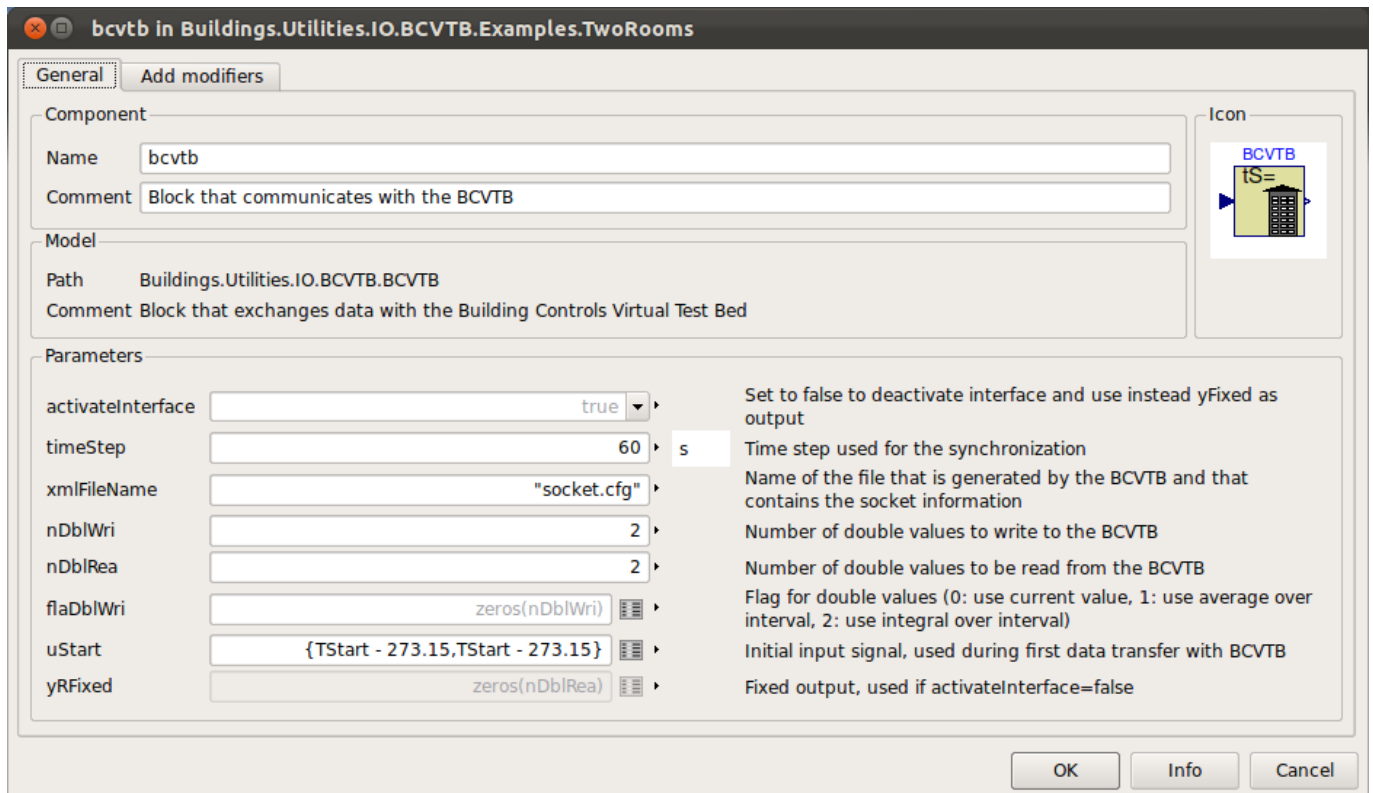 bcvtb in Buildings.Utilities.IO.BCVTB.Examples.TwoRooms
General Add modifiers
Component
Name bcvtb
Comment Block that communicates with the BCVTB
Icon
BCVTB
tS=
Model
Path Buildings.Utilities.IO.BCVTB.BCVTB
Comment Block that exchanges data with the Building Controls Virtual Test Bed
Parameters
activateInterface true Set to false to deactivate interface and use instead yFixed as
output
timeStep 60 s Time step used for the synchronization
xmlFileName "socket.cfg" Name of the file that is generated by the BCVTB and that
contains the socket information
nDblWri 2 Number of double values to write to the BCVTB
nDblRea 2 Number of double values to be read from the BCVTB
flaDblWri zeros(nDblWri) Flag for double values (0: use current value, 1: use average over
interval, 2: use integral over interval)
uStart {TStart - 273.15,TStart - 273.15} Initial input signal, used during first data transfer with BCVTB
yRFixed zeros(nDblRea) Fixed output, used if activateInterface=false
OK Info Cancel